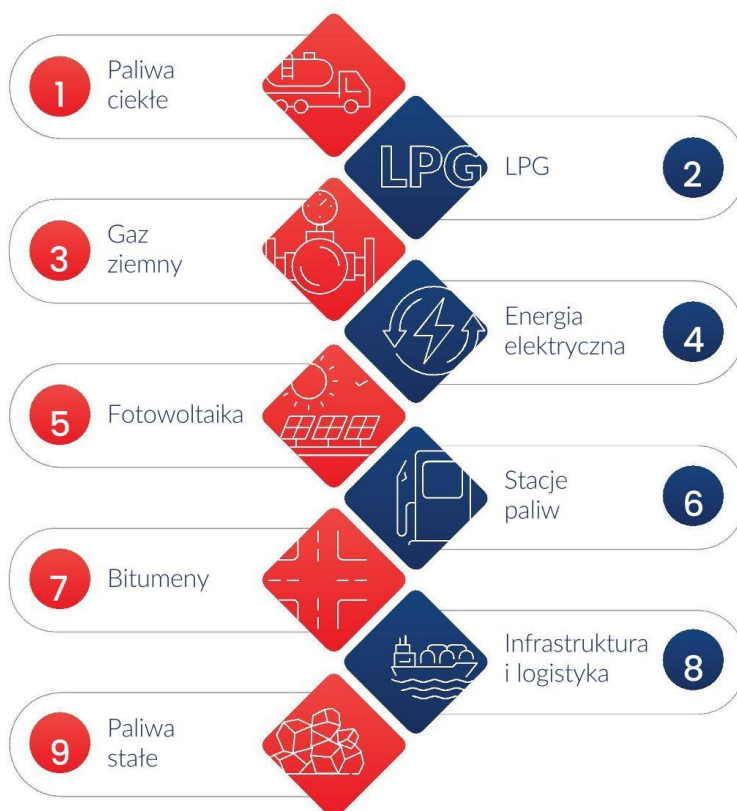 1
Paliwa
ciekłe
LPG
LPG
2
3
Gaz
ziemny
Energia
elektryczna
4
5
Fotowoltaika
Stacje
paliw
6
7
Bitumeny
Infrastruktura
i logistyka
8
9
Paliwa
stałe